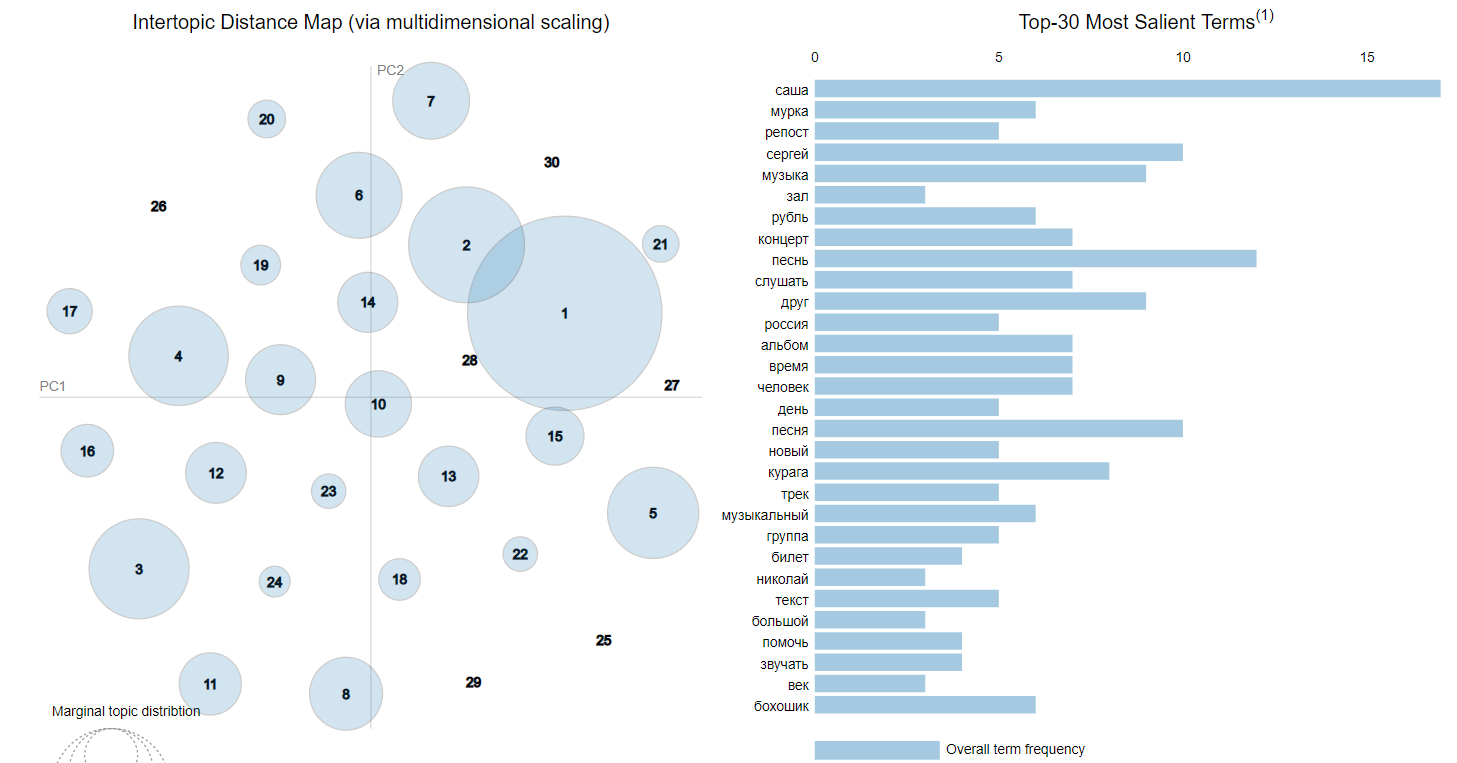 Intertopic Distance Map (via multidimensional scaling)
PC2
7
20
30
6
26
2
21
19
14
17
1
4
28
9
27
PC1
10
15
16
12
13
23
5
22
3
18
24
25
29
11
8
Marginal topic distribtion
Top-30 Most Salient Terms(1)
0 5 10 15
саша
мурка
репост
сергей
музыка
зал
рубль
концерт
песнь
слушать
друг
россия
альбом
время
человек
день
песня
новый
курага
трек
музыкальный
группа
билет
николай
текст
большой
помочь
звучать
век
бохошик
Overall term frequency